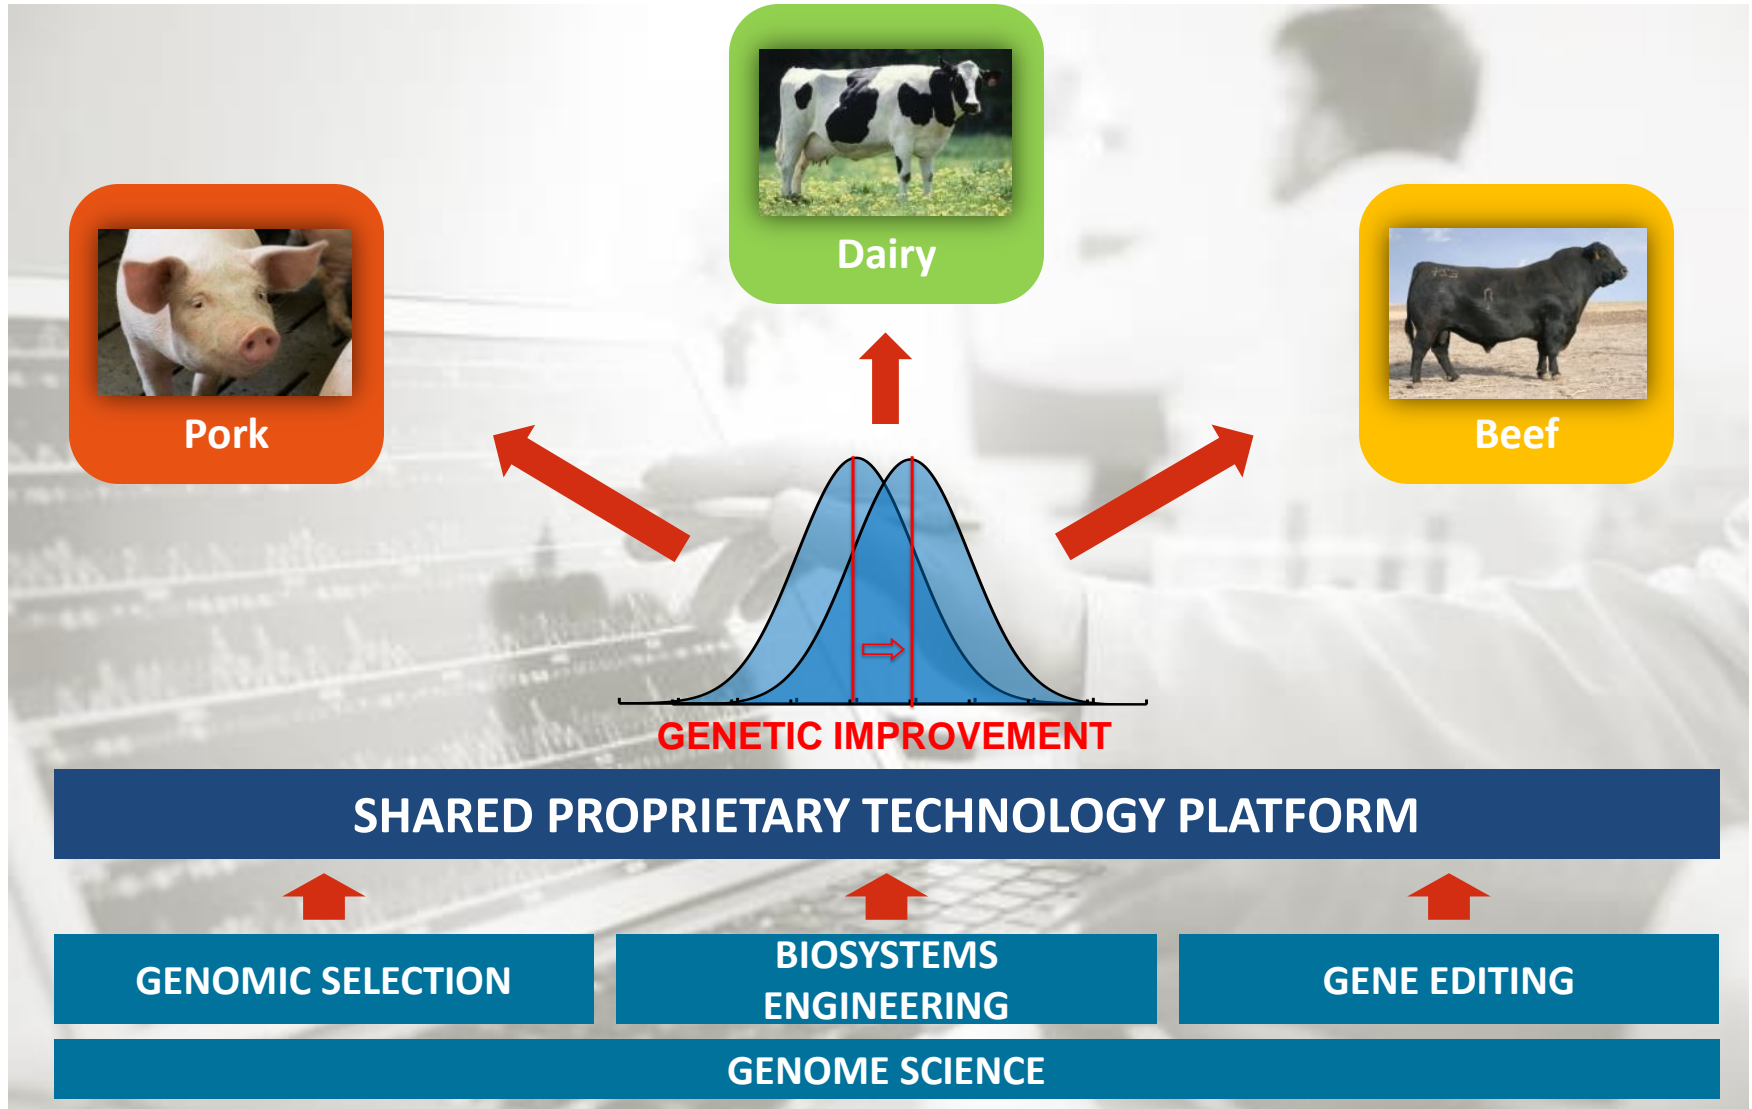 Dairy
Pork
Beef
GENETIC IMPROVEMENT
SHARED PROPRIETARY TECHNOLOGY PLATFORM
GENOMIC SELECTION
BIOSYSTEMS
ENGINEERING
GENE EDITING
GENOME SCIENCE